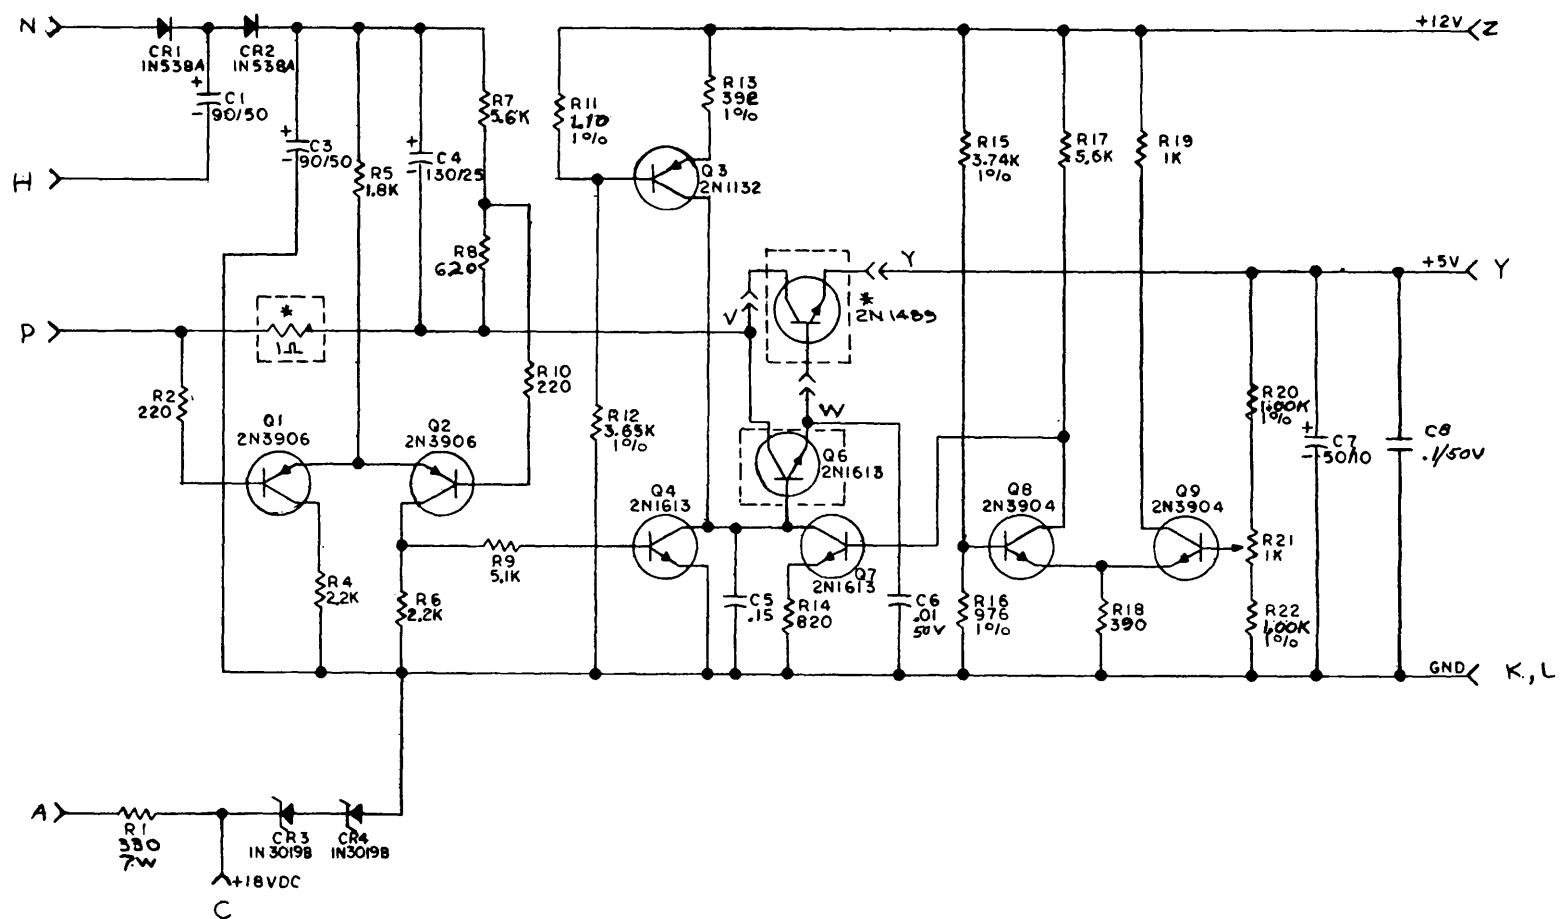 N
CR1
1N538A
CR2
1N538A
+12V
Z
+
C1
-90/50
R7
5.6K
R11
1%
R13
1%
+
C3
-90/50
+
C4
-130/25
R15
3.74K
1%
R17
5.6K
R19
1K
H
R5
1.8K
Q3
2N1132
R8
620
Y
+5V
Y
P
*
1Ω
V
*
2N1489
R2
220
R10
220
R20
1.00K
1%
W
R12
3.65K
1%
Q1
2N3906
Q2
2N3906
Q6
2N1613
+
C7
-50/10
C8
.1/50V
Q4
2N1613
Q8
2N3904
Q9
2N3904
R9
5.1K
Q7
2N1613
R21
1K
R4
2.2K
R6
2.2K
C5
.15
R14
820
C6
.01
50V
R16
976
1%
R18
390
R22
1.00K
1%
GND
K, L
A
R1
330
7W
CR3
1N3019B
CR4
1N3019B
+18VDC
C